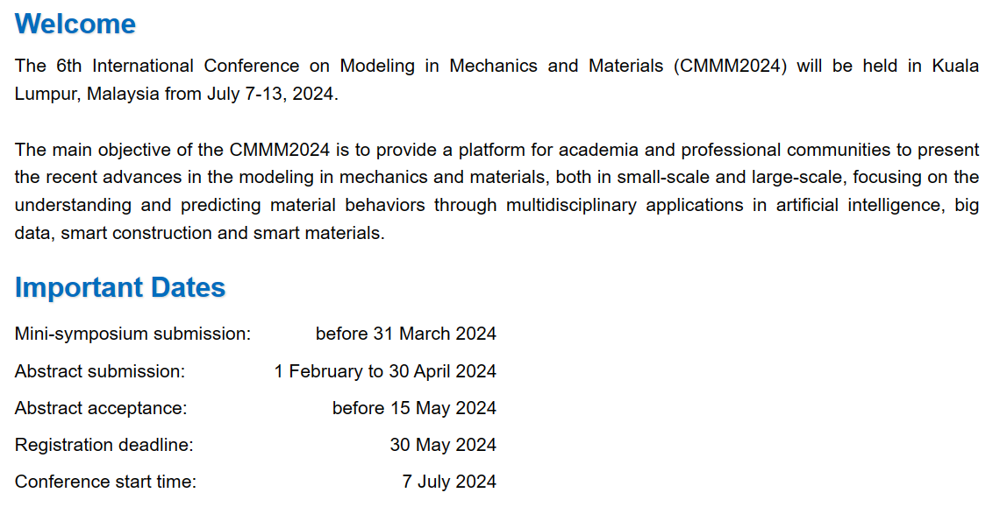 Welcome
The 6th International Conference on Modeling in Mechanics and Materials (CMMM2024) will be held in Kuala
Lumpur, Malaysia from July 7-13, 2024.
The main objective of the CMMM2024 is to provide a platform for academia and professional communities to present
the recent advances in the modeling in mechanics and materials, both in small-scale and large-scale, focusing on the
understanding and predicting material behaviors through multidisciplinary applications in artificial intelligence, big
data, smart construction and smart materials.
Important Dates
Mini-symposium submission: before 31 March 2024
Abstract submission: 1 February to 30 April 2024
Abstract acceptance: before 15 May 2024
Registration deadline: 30 May 2024
Conference start time: 7 July 2024